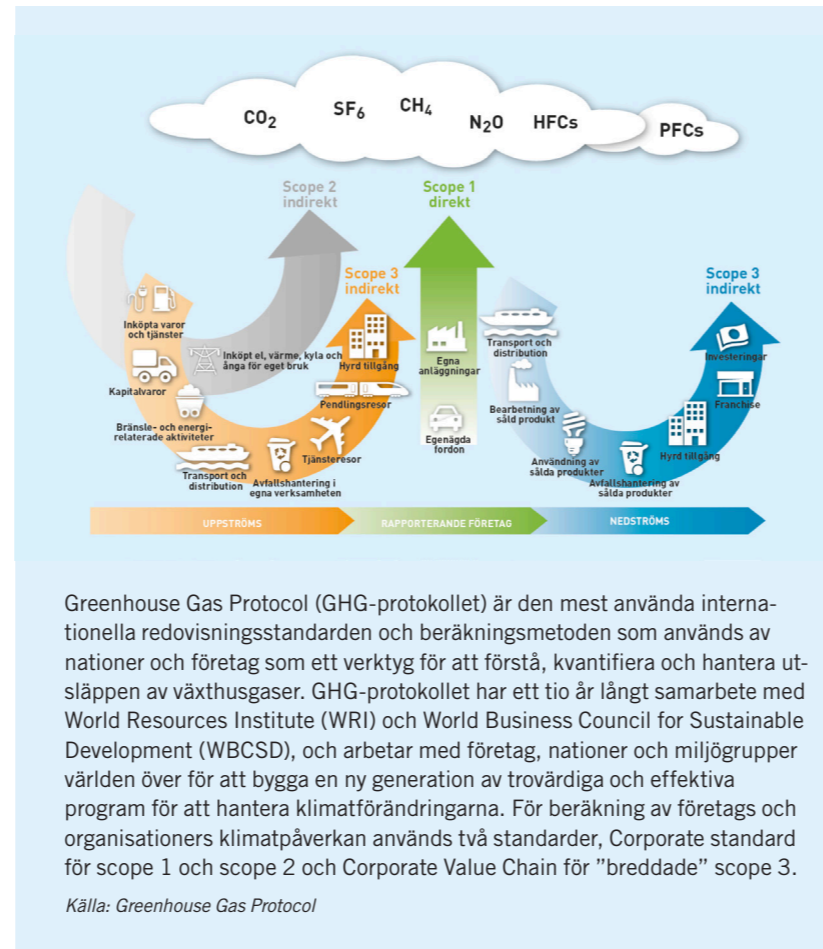 CO2
SF6
CH4
N2O
HFCs
PFCs
Scope 2
indirekt
Scope 1
direkt
Scope 3
indirekt
Scope 3
indirekt
Inköpta varor
och tjänster
Kapitalvaror
Bränsle- och energi-
relaterade aktiviteter
Transport och
distribution
Avfallshantering i
egna verksamheten
Tjänsteresor
Pendlingsresor
Hyrd tillgång
Inköpt el, värme, kyla och
ånga för eget bruk
Egna
anläggningar
Egenägda
fordon
Transport och
distribution
Bearbetning av
såld produkt
Användning av
sålda produkter
Avfallshantering av
sålda produkter
Hyrd tillgång
Franchise
Investeringar
UPPSTRÖMS
RAPPORTERANDE FÖRETAG
NEDSTRÖMS
Greenhouse Gas Protocol (GHG-protokollet) är den mest använda interna-
tionella redovisningsstandarden och beräkningsmetoden som används av
nationer och företag som ett verktyg för att förstå, kvantifiera och hantera ut-
släppen av växthusgaser. GHG-protokollet har ett tio år långt samarbete med
World Resources Institute (WRI) och World Business Council for Sustainable
Development (WBCSD), och arbetar med företag, nationer och miljögrupper
världen över för att bygga en ny generation av trovärdiga och effektiva
program för att hantera klimatförändringarna. För beräkning av företags och
organisationers klimatpåverkan används två standarder, Corporate standard
för scope 1 och scope 2 och Corporate Value Chain för ”breddade” scope 3.
Källa: Greenhouse Gas Protocol